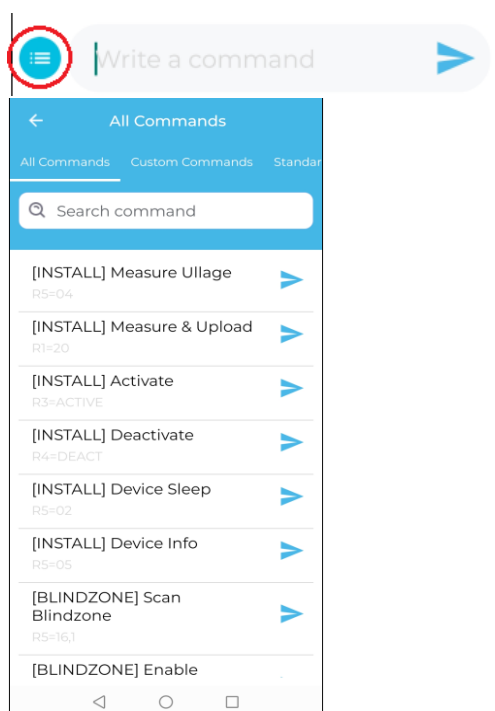 Write a command
All Commands
All Commands Custom Commands Standar
Search command
[INSTALL] Measure Ullage
R5=04
[INSTALL] Measure & Upload
R1=20
[INSTALL] Activate
R3=ACTIVE
[INSTALL] Deactivate
R4=DEACT
[INSTALL] Device Sleep
R5=02
[INSTALL] Device Info
R5=05
[BLINDZONE] Scan
Blindzone
R5=16,1
[BLINDZONE] Enable